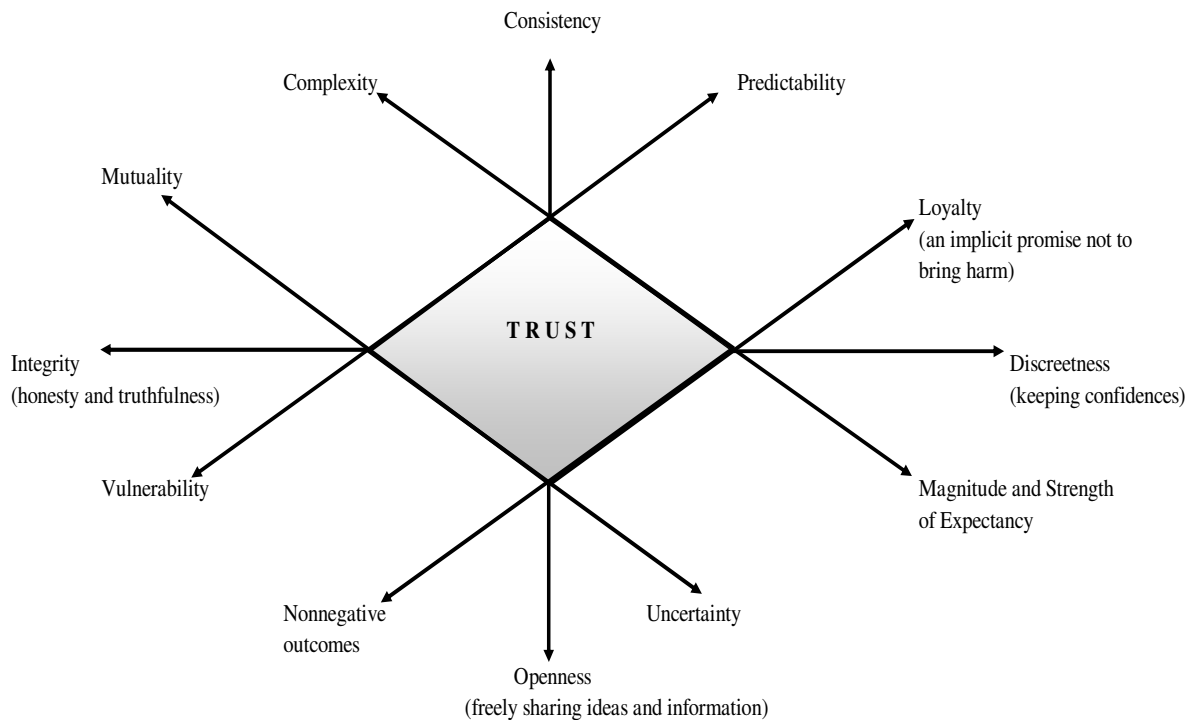 Consistency
Complexity
Predictability
Mutuality
Loyalty
(an implicit promise not to
bring harm)
TRUST
Integrity
(honesty and truthfulness)
Discreetness
(keeping confidences)
Vulnerability
Magnitude and Strength
of Expectancy
Nonnegative
outcomes
Uncertainty
Openness
(freely sharing ideas and information)